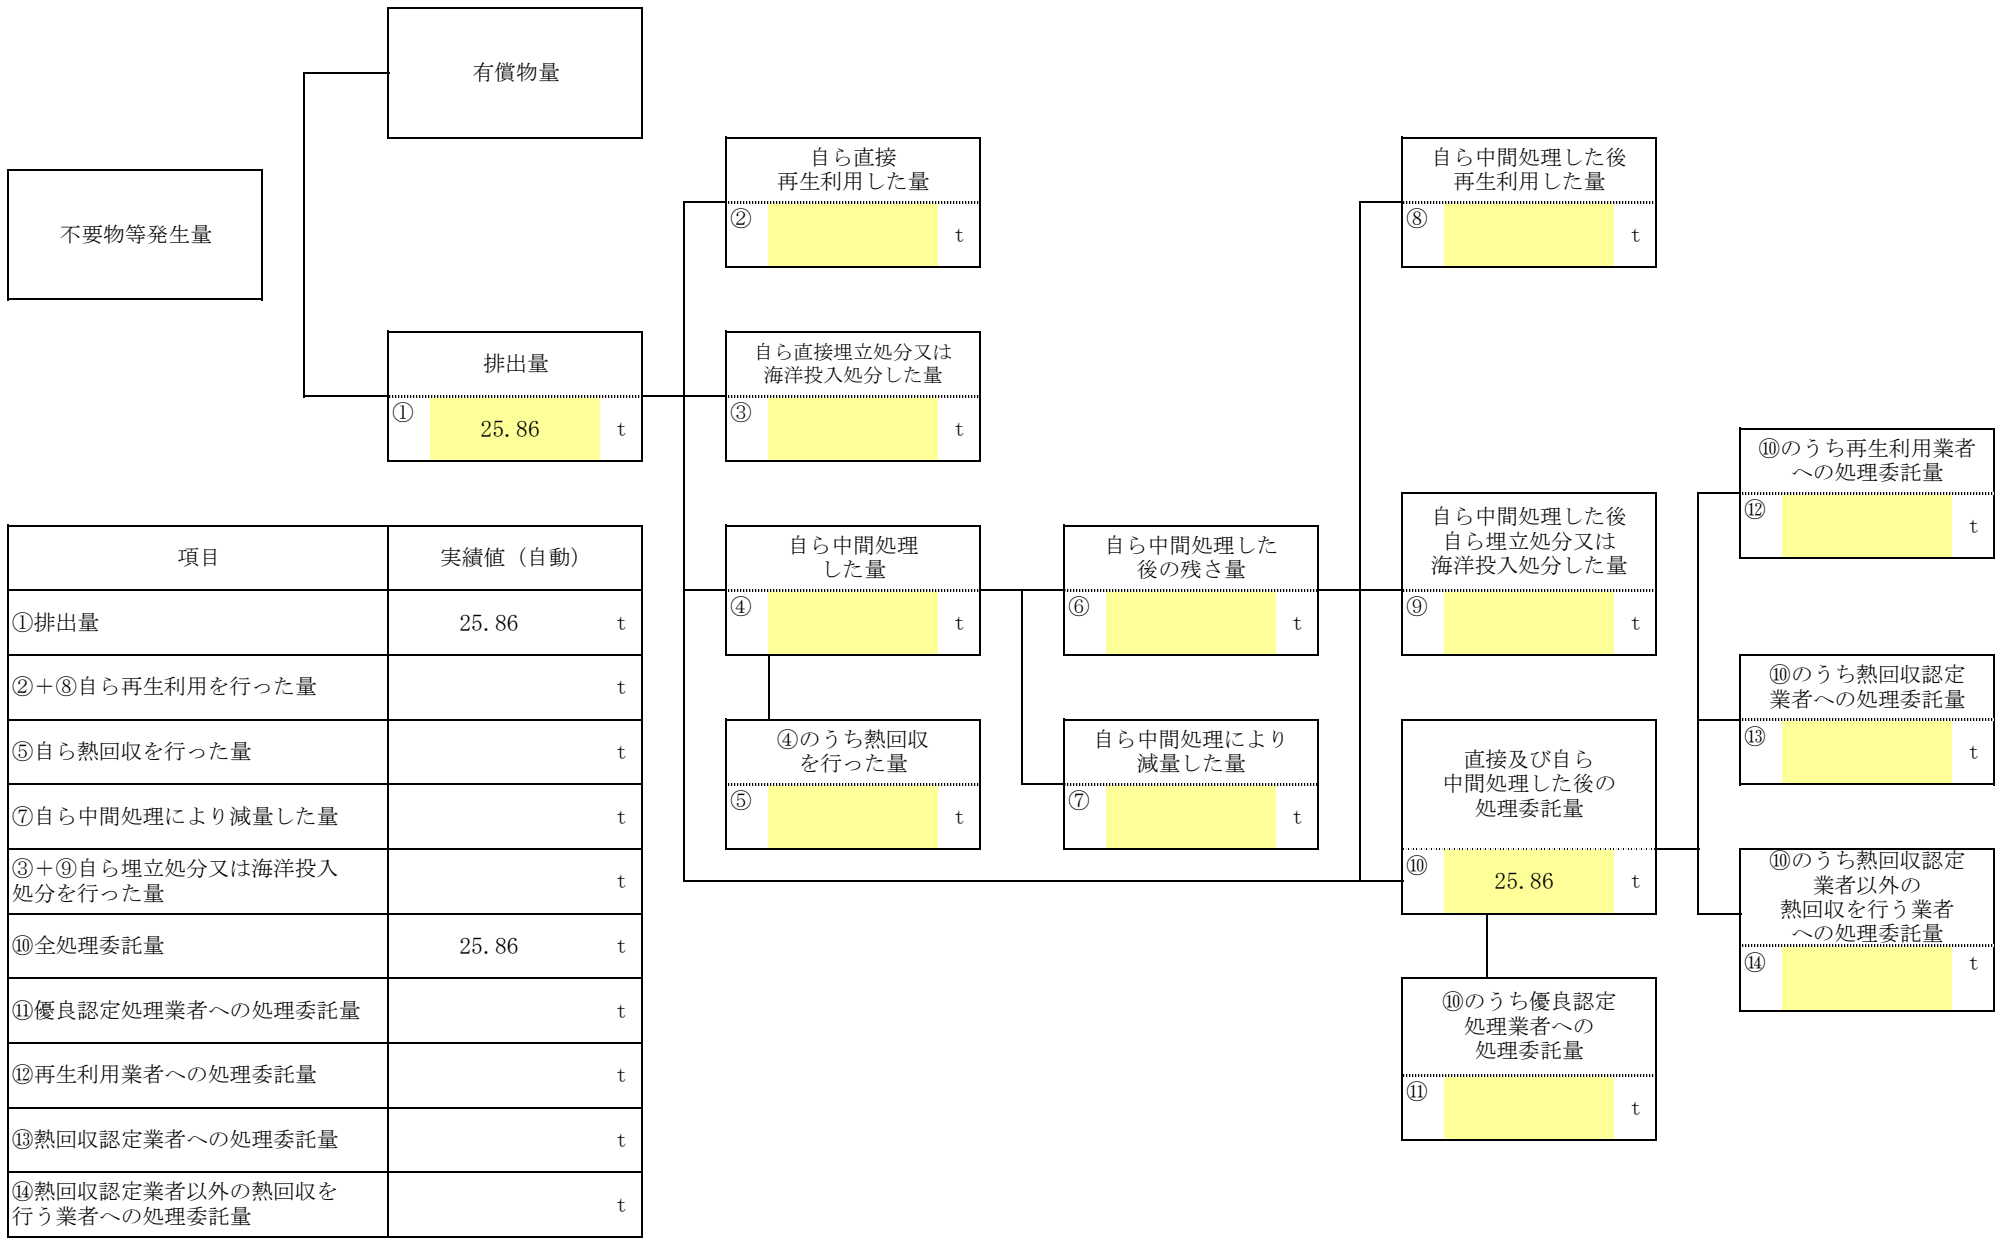 有償物量
不要物等発生量
排出量
①
25.86
t
自ら直接
再生利用した量
②
t
自ら直接埋立処分又は
海洋投入処分した量
③
t
自ら中間処理
した量
④
t
④のうち熱回収
を行った量
⑤
t
自ら中間処理した
後の残さ量
⑥
t
自ら中間処理により
減量した量
⑦
t
自ら中間処理した後
再生利用した量
⑧
t
自ら中間処理した後
自ら埋立処分又は
海洋投入処分した量
⑨
t
直接及び自ら
中間処理した後の
処理委託量
⑩
25.86
t
⑩のうち優良認定
処理業者への
処理委託量
⑪
t
⑩のうち再生利用業者
への処理委託量
⑫
t
⑩のうち熱回収認定
業者への処理委託量
⑬
t
⑩のうち熱回収認定
業者以外の
熱回収を行う業者
への処理委託量
⑭
t
項目 実績値（自動）
①排出量 25.86 t
②＋⑧自ら再生利用を行った量 t
⑤自ら熱回収を行った量 t
⑦自ら中間処理により減量した量 t
③＋⑨自ら埋立処分又は海洋投入
処分を行った量 t
⑩全処理委託量 25.86 t
⑪優良認定処理業者への処理委託量 t
⑫再生利用業者への処理委託量 t
⑬熱回収認定業者への処理委託量 t
⑭熱回収認定業者以外の熱回収を
行う業者への処理委託量 t